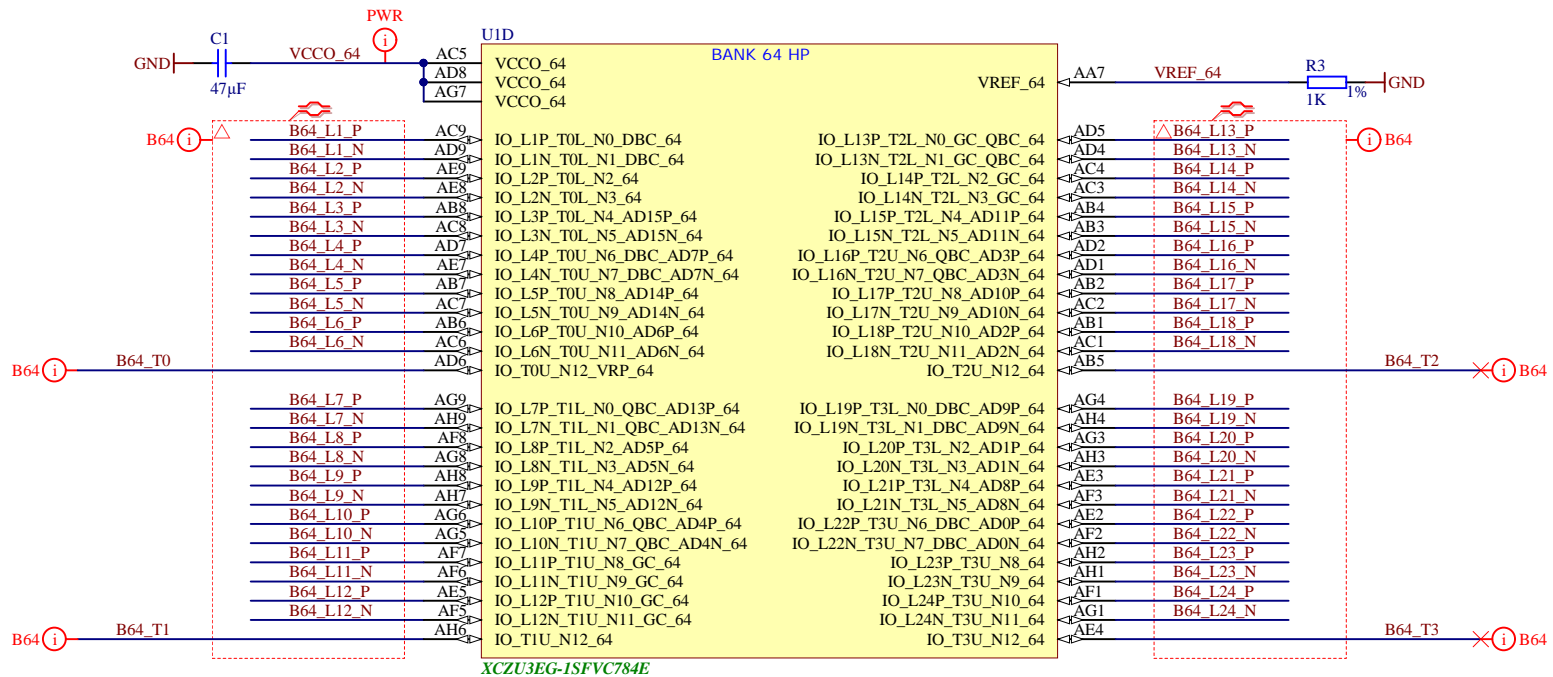 PWR
U1D
BANK 64 HP
C1
GND
47µF
VCCO_64
AC5 VCCO_64
AD8 VCCO_64
AG7 VCCO_64
VREF_64 AA7 VREF_64
R3
1K
1%
GND
B64
B64
B64_L1_P AC9 IO_L1P_T0L_N0_DBC_64 IO_L13P_T2L_N0_GC_QBC_64 AD5 B64_L13_P
B64_L1_N AD9 IO_L1N_T0L_N1_DBC_64 IO_L13N_T2L_N1_GC_QBC_64 AD4 B64_L13_N
B64_L2_P AE9 IO_L2P_T0L_N2_64 IO_L14P_T2L_N2_GC_64 AC4 B64_L14_P
B64_L2_N AE8 IO_L2N_T0L_N3_64 IO_L14N_T2L_N3_GC_64 AC3 B64_L14_N
B64_L3_P AB8 IO_L3P_T0L_N4_AD15P_64 IO_L15P_T2L_N4_AD11P_64 AB4 B64_L15_P
B64_L3_N AC8 IO_L3N_T0L_N5_AD15N_64 IO_L15N_T2L_N5_AD11N_64 AB3 B64_L15_N
B64_L4_P AD7 IO_L4P_T0U_N6_DBC_AD7P_64 IO_L16P_T2U_N6_QBC_AD3P_64 AD2 B64_L16_P
B64_L4_N AE7 IO_L4N_T0U_N7_DBC_AD7N_64 IO_L16N_T2U_N7_QBC_AD3N_64 AD1 B64_L16_N
B64_L5_P AB7 IO_L5P_T0U_N8_AD14P_64 IO_L17P_T2U_N8_AD10P_64 AB2 B64_L17_P
B64_L5_N AC7 IO_L5N_T0U_N9_AD14N_64 IO_L17N_T2U_N9_AD10N_64 AC2 B64_L17_N
B64_L6_P AB6 IO_L6P_T0U_N10_AD6P_64 IO_L18P_T2U_N10_AD2P_64 AB1 B64_L18_P
B64_L6_N AC6 IO_L6N_T0U_N11_AD6N_64 IO_L18N_T2U_N11_AD2N_64 AC1 B64_L18_N
B64 B64_T0 AD6 IO_T0U_N12_VRP_64 IO_T2U_N12_64 AB5 B64_T2 B64
B64_L7_P AG9 IO_L7P_T1L_N0_QBC_AD13P_64 IO_L19P_T3L_N0_DBC_AD9P_64 AG4 B64_L19_P
B64_L7_N AH9 IO_L7N_T1L_N1_QBC_AD13N_64 IO_L19N_T3L_N1_DBC_AD9N_64 AH4 B64_L19_N
B64_L8_P AF8 IO_L8P_T1L_N2_AD5P_64 IO_L20P_T3L_N2_AD1P_64 AG3 B64_L20_P
B64_L8_N AG8 IO_L8N_T1L_N3_AD5N_64 IO_L20N_T3L_N3_AD1N_64 AH3 B64_L20_N
B64_L9_P AH8 IO_L9P_T1L_N4_AD12P_64 IO_L21P_T3L_N4_AD8P_64 AE3 B64_L21_P
B64_L9_N AH7 IO_L9N_T1L_N5_AD12N_64 IO_L21N_T3L_N5_AD8N_64 AF3 B64_L21_N
B64_L10_P AG6 IO_L10P_T1U_N6_QBC_AD4P_64 IO_L22P_T3U_N6_DBC_AD0P_64 AE2 B64_L22_P
B64_L10_N AG5 IO_L10N_T1U_N7_QBC_AD4N_64 IO_L22N_T3U_N7_DBC_AD0N_64 AF2 B64_L22_N
B64_L11_P AF7 IO_L11P_T1U_N8_GC_64 IO_L23P_T3U_N8_64 AH2 B64_L23_P
B64_L11_N AF6 IO_L11N_T1U_N9_GC_64 IO_L23N_T3U_N9_64 AH1 B64_L23_N
B64_L12_P AE5 IO_L12P_T1U_N10_GC_64 IO_L24P_T3U_N10_64 AF1 B64_L24_P
B64_L12_N AF5 IO_L12N_T1U_N11_GC_64 IO_L24N_T3U_N11_64 AG1 B64_L24_N
B64 B64_T1 AH6 IO_T1U_N12_64 IO_T3U_N12_64 AE4 B64_T3 B64
XCZU3EG-1SFVC784E